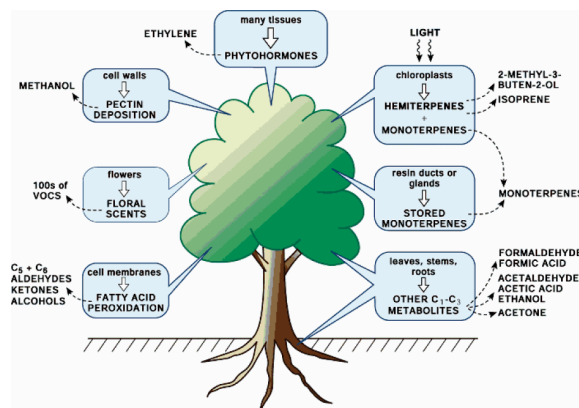 many tissues
PHYTOHORMONES
ETHYLENE
LIGHT
cell walls
PECTIN
DEPOSITION
METHANOL
chloroplasts
HEMITERPENES
+
MONOTERPENES
2-METHYL-3-
BUTEN-2-OL
ISOPRENE
flowers
FLORAL
SCENTS
100s of
VOCS
resin ducts or
glands
STORED
MONOTERPENES
MONOTERPENES
cell membranes
FATTY ACID
PEROXIDATION
C₅ + C₆
ALDEHYDES
KETONES
ALCOHOLS
leaves, stems,
roots
OTHER C₁-C₃
METABOLITES
FORMALDEHYDE
FORMIC ACID
ACETALDEHYDE
ACETIC ACID
ETHANOL
ACETONE